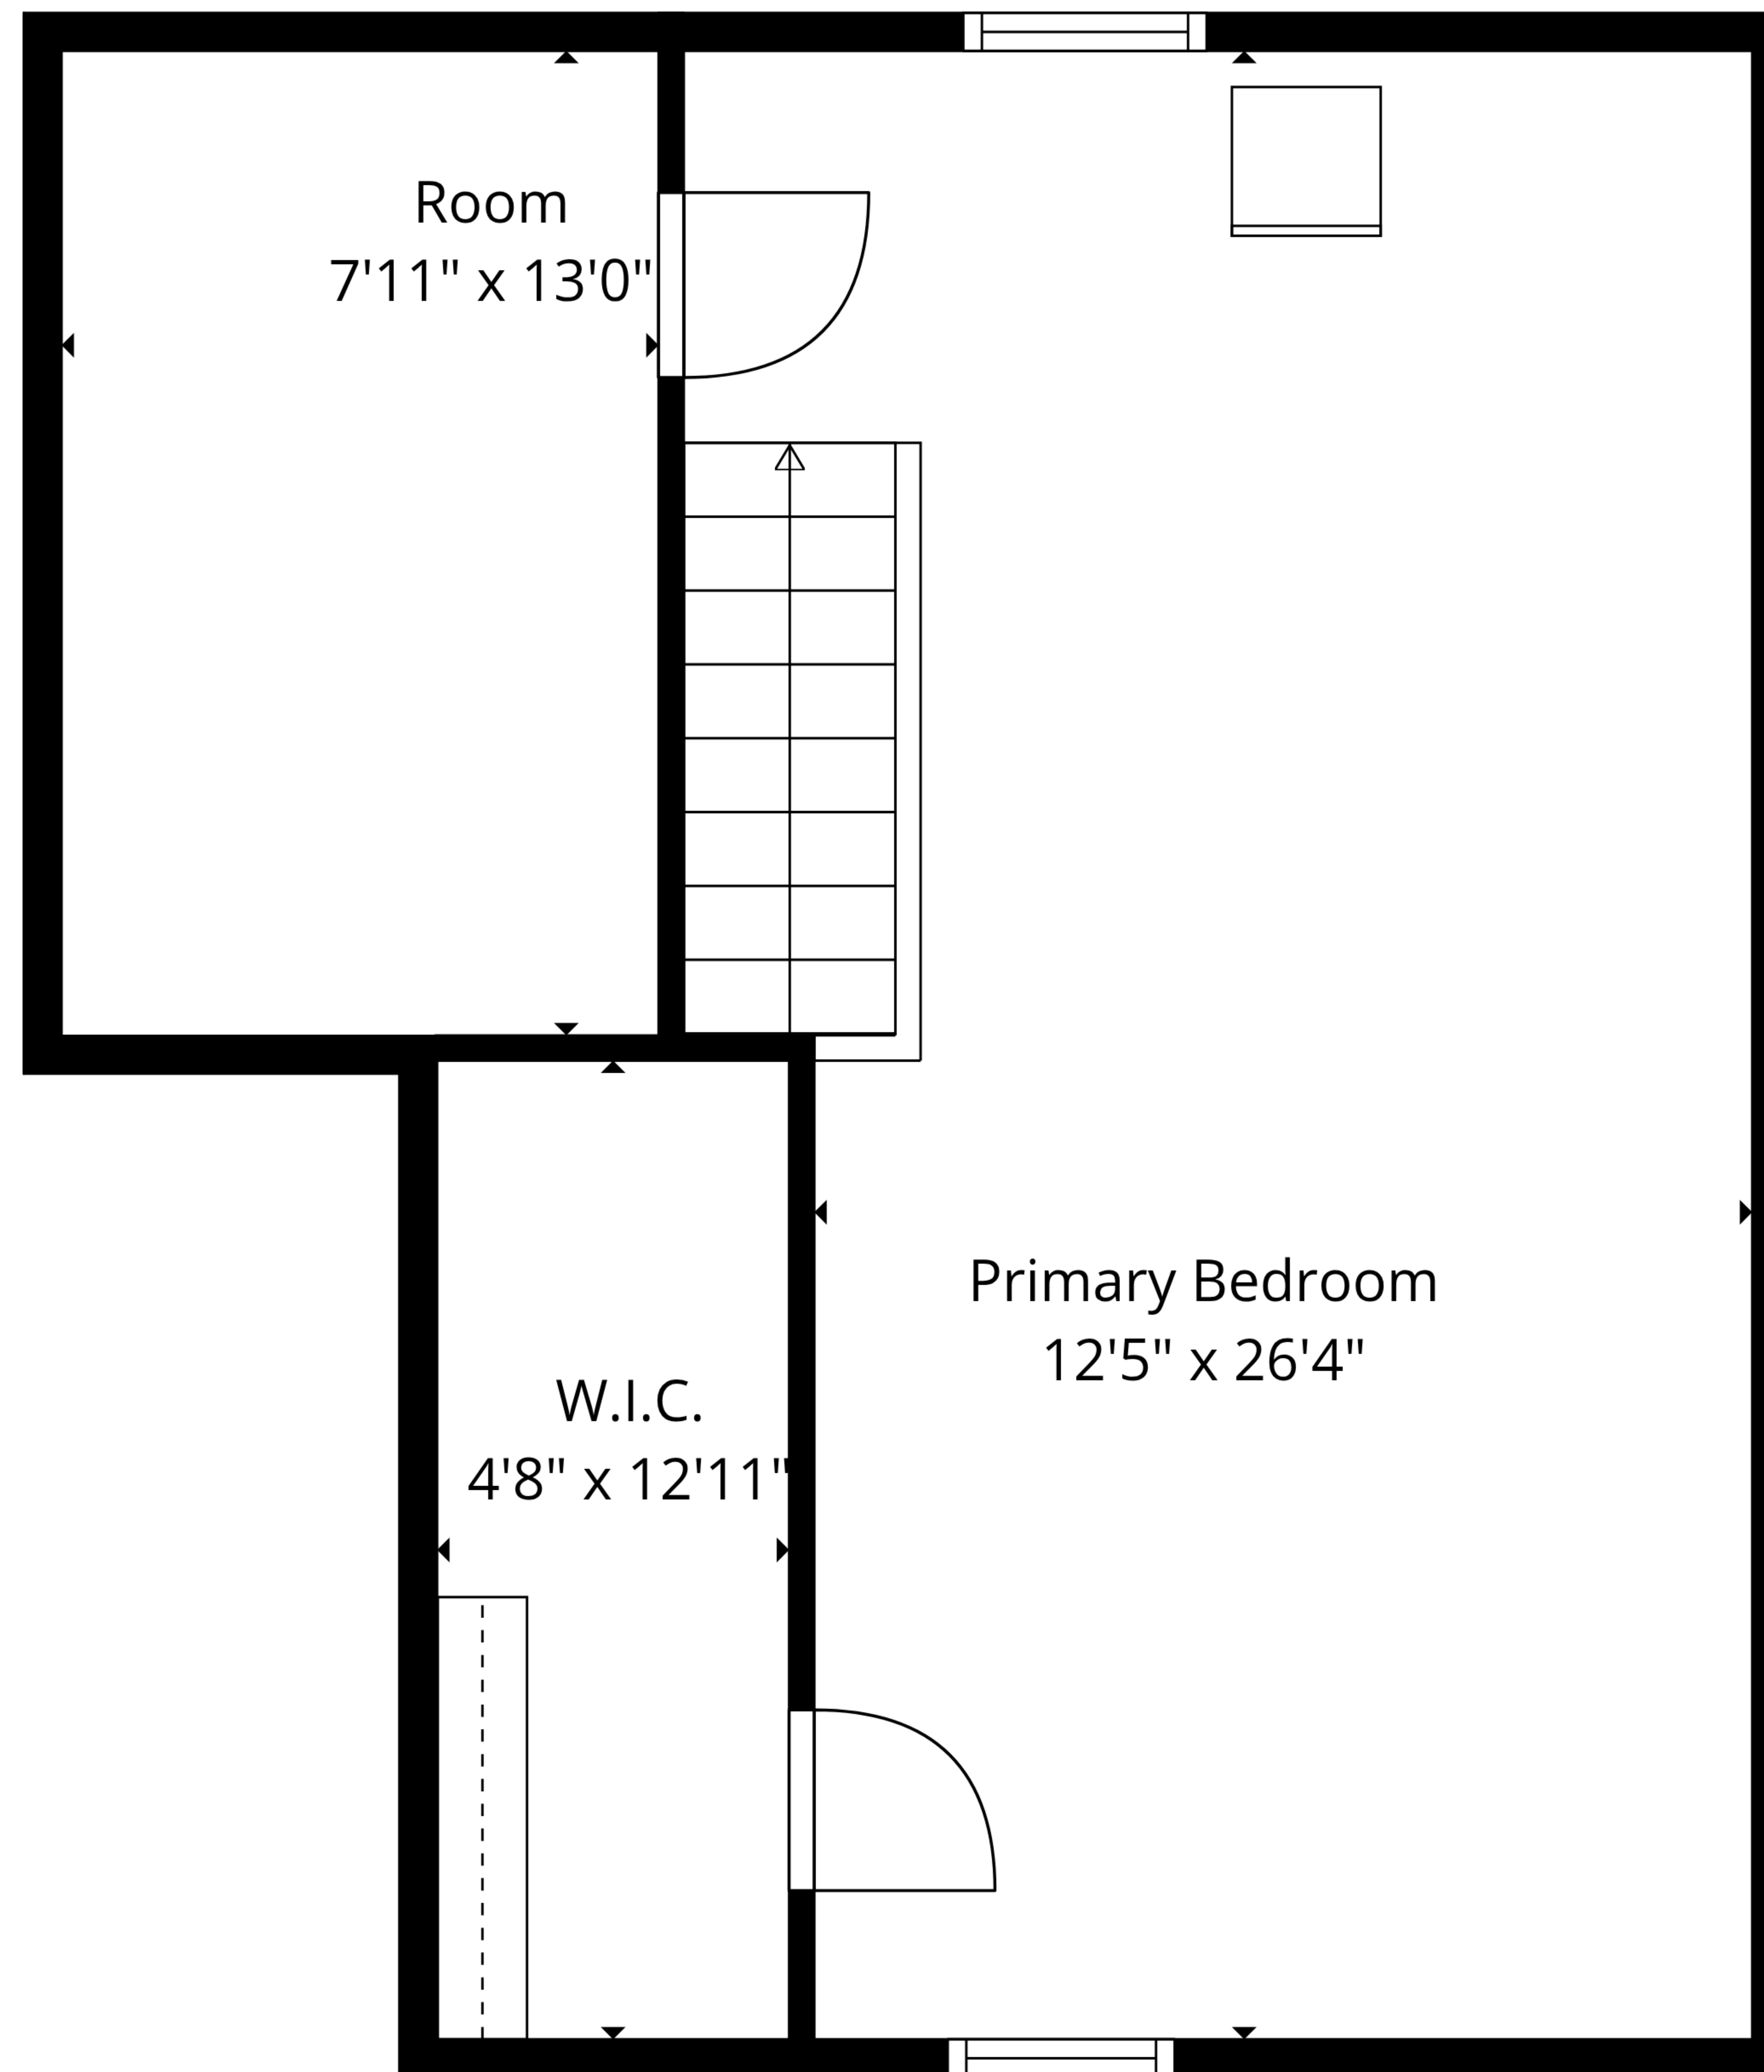 Room
7'11" x 13'0"
Primary Bedroom
12'5" x 26'4"
W.I.C.
4'8" x 12'11"